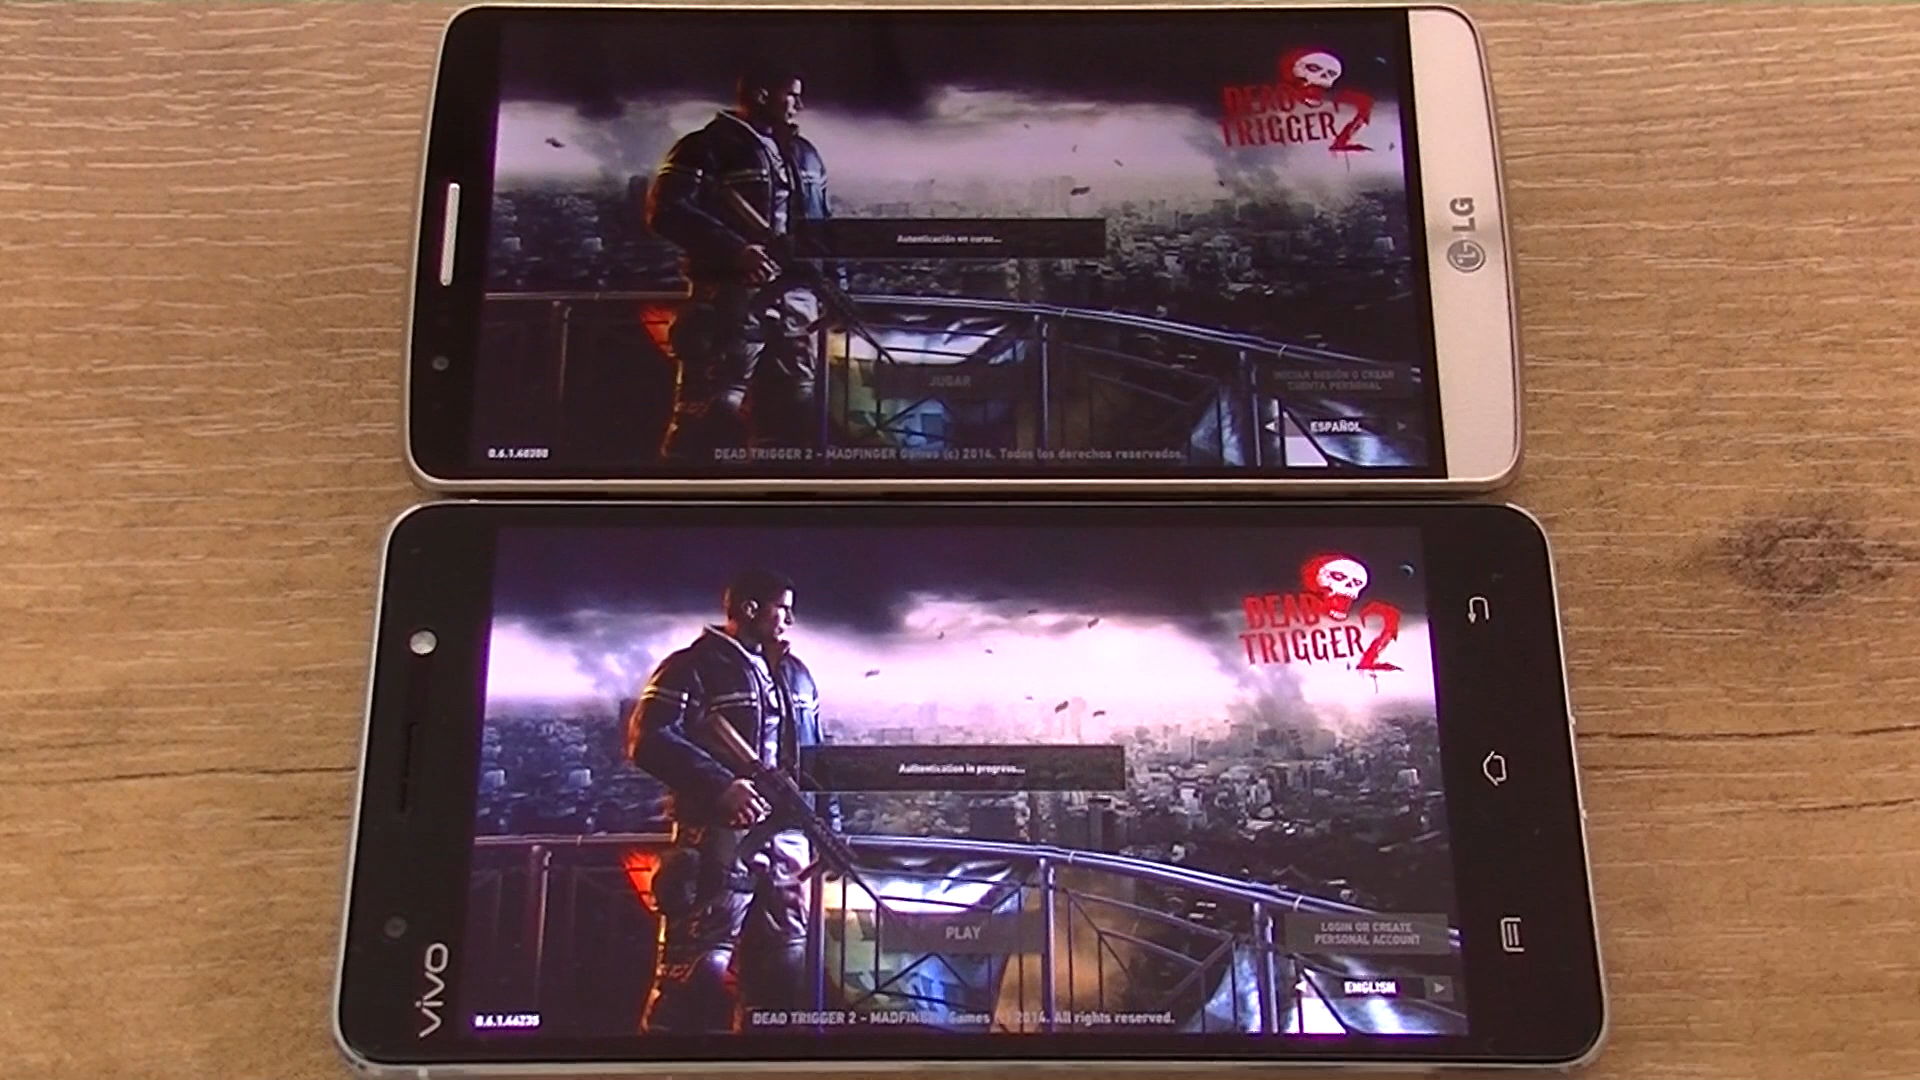 DEAD
TRIGGER 2
LG
Autenticación en curso...
JUGAR
INICIAR SESIÓN O CREAR
CUENTA PERSONAL
ESPAÑOL
DEAD TRIGGER 2 - MADFINGER Games (c) 2014. Todos los derechos reservados.
DEAD
TRIGGER 2
Authentication in progress...
PLAY
LOGIN OR CREATE
PERSONAL ACCOUNT
ENGLISH
vivo
DEAD TRIGGER 2 - MADFINGER Games (c) 2014. All rights reserved.